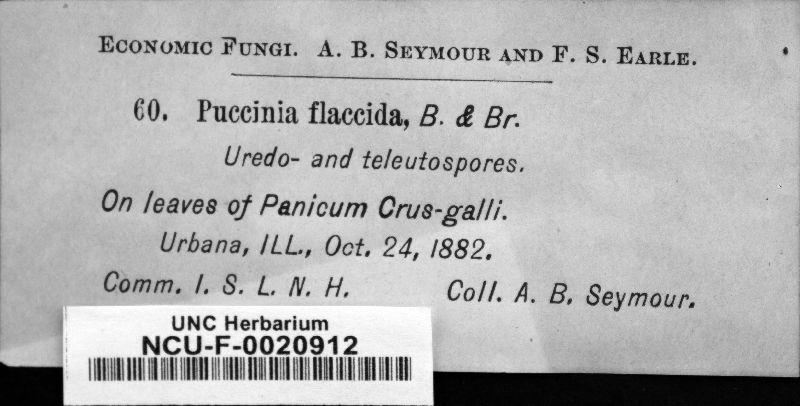 ECONOMIC FUNGI. A. B. SEYMOUR AND F. S. EARLE.
60. Puccinia flaccida, B. & Br.
Uredo- and teleutospores.
On leaves of Panicum Crus-galli.
Urbana, ILL., Oct. 24, 1882.
Comm. I. S. L. N. H. Coll. A. B. Seymour.
UNC Herbarium
NCU-F-0020912